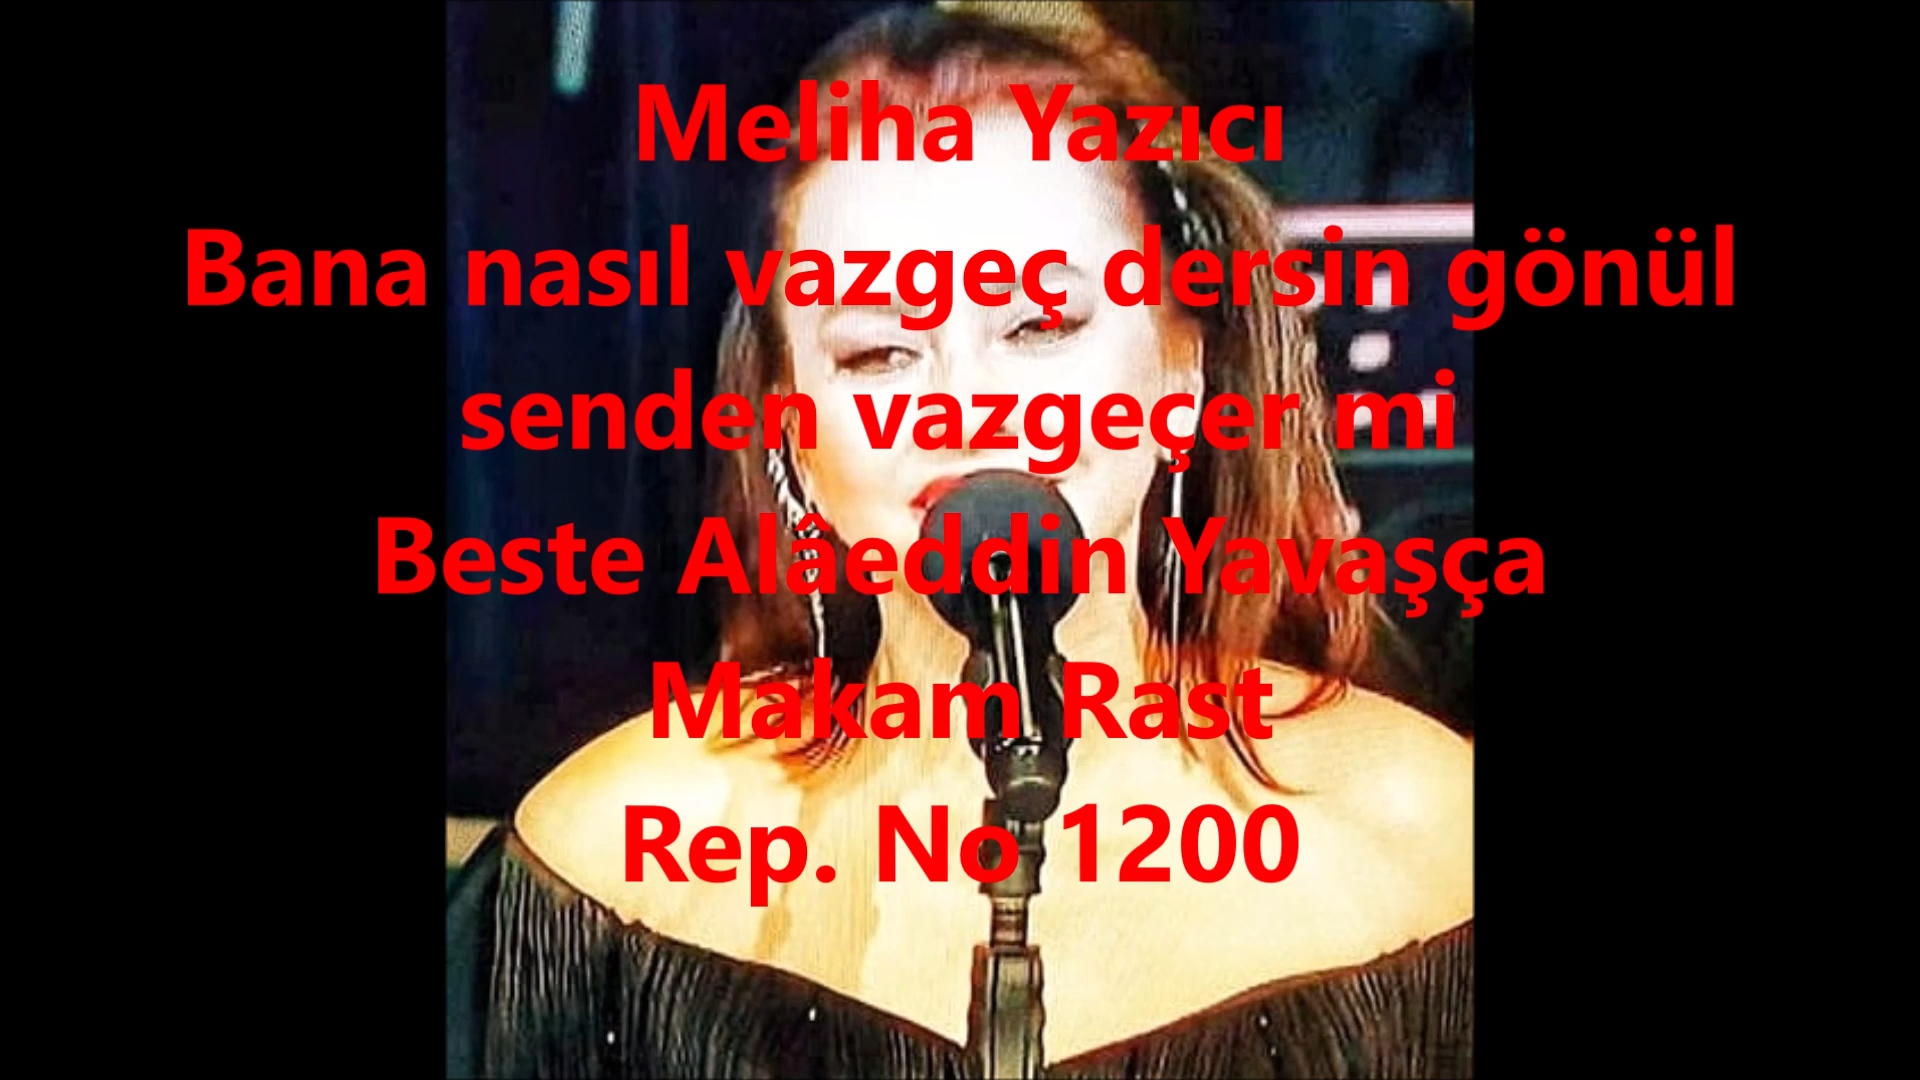 Meliha Yazıcı
Bana nasıl vazgeç dersin gönül
senden vazgeçer mi
Beste Alâeddin Yavaşça
Makam Rast
Rep. No 1200